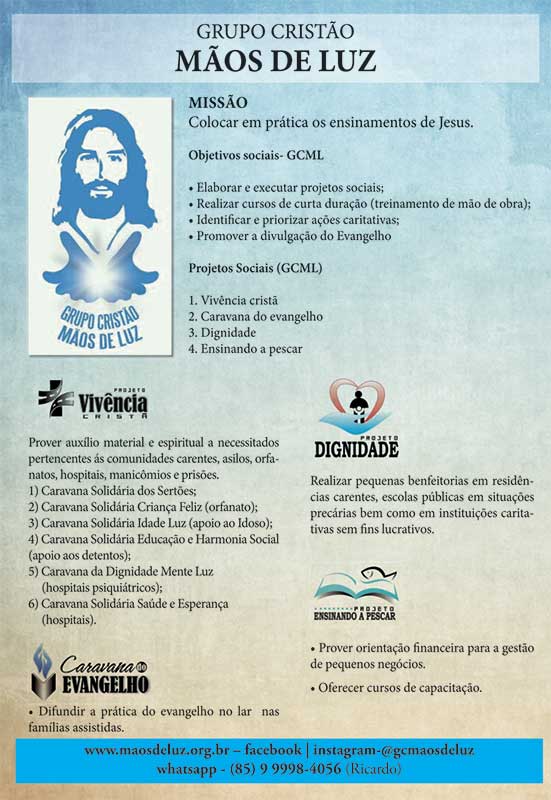 GRUPO CRISTÃO
MÃOS DE LUZ
GRUPO CRISTÃO
MÃOS DE LUZ
MISSÃO
Colocar em prática os ensinamentos de Jesus.
Objetivos sociais- GCML
• Elaborar e executar projetos sociais;
• Realizar cursos de curta duração (treinamento de mão de obra);
• Identificar e priorizar ações caritativas;
• Promover a divulgação do Evangelho
Projetos Sociais (GCML)
1. Vivência cristã
2. Caravana do evangelho
3. Dignidade
4. Ensinando a pescar
PROJETO
Vivência
CRISTÃ
Prover auxílio material e espiritual a necessitados
pertencentes ás comunidades carentes, asilos, orfa-
natos, hospitais, manicômios e prisões.
1) Caravana Solidária dos Sertões;
2) Caravana Solidária Criança Feliz (orfanato);
3) Caravana Solidária Idade Luz (apoio ao Idoso);
4) Caravana Solidária Educação e Harmonia Social
(apoio aos detentos);
5) Caravana da Dignidade Mente Luz
(hospitais psiquiátricos);
6) Caravana Solidária Saúde e Esperança
(hospitais).
Caravana DO
EVANGELHO
• Difundir a prática do evangelho no lar nas
famílias assistidas.
PROJETO
DIGNIDADE
Realizar pequenas benfeitorias em residên-
cias carentes, escolas públicas em situações
precárias bem como em instituições carita-
tivas sem fins lucrativos.
PROJETO
ENSINANDO A PESCAR
• Prover orientação financeira para a gestão
de pequenos negócios.
• Oferecer cursos de capacitação.
www.maosdeluz.org.br – facebook | instagram-@gcmaosdeluz
whatsapp - (85) 9 9998-4056 (Ricardo)